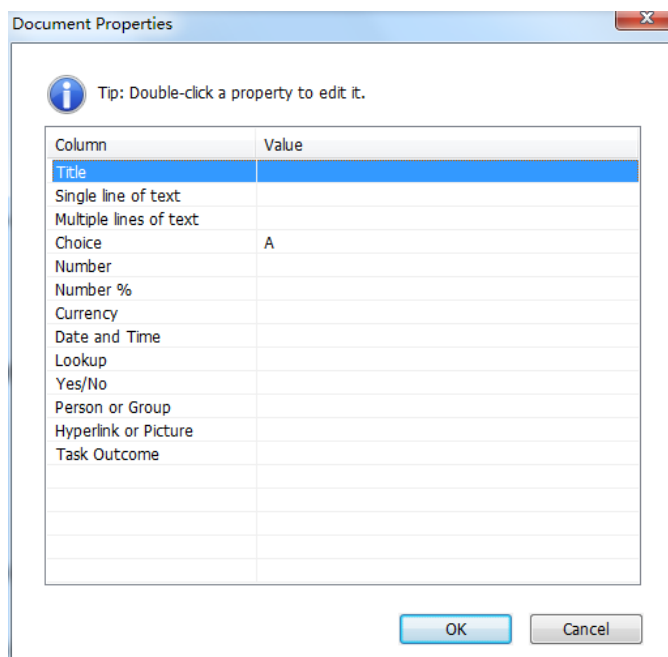 Document Properties
Tip: Double-click a property to edit it.
Column Value
Title
Single line of text
Multiple lines of text
Choice A
Number
Number %
Currency
Date and Time
Lookup
Yes/No
Person or Group
Hyperlink or Picture
Task Outcome
OK Cancel